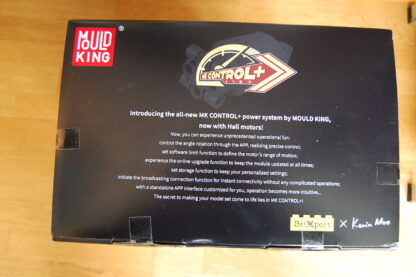 MOULD
KING
®
MK CONTROL+
Introducing the all-new MK CONTROL+ power system by MOULD KING,
now with Hall motors!
Now, you can experience unprecedented operational fun:
control the angle rotation through the APP, realizing precise control;
set software limit function to define the motor's range of motion;
experience the online upgrade function to keep the module updated at all times;
set storage function to keep your personalized settings;
initiate the broadcasting connection function for instant connectivity without any complicated operations;
with a standalone APP interface customized for you, operation becomes more intuitive...
The secret to making your model set come to life lies in MK CONTROL+!
BriXpert X Kevin Moo